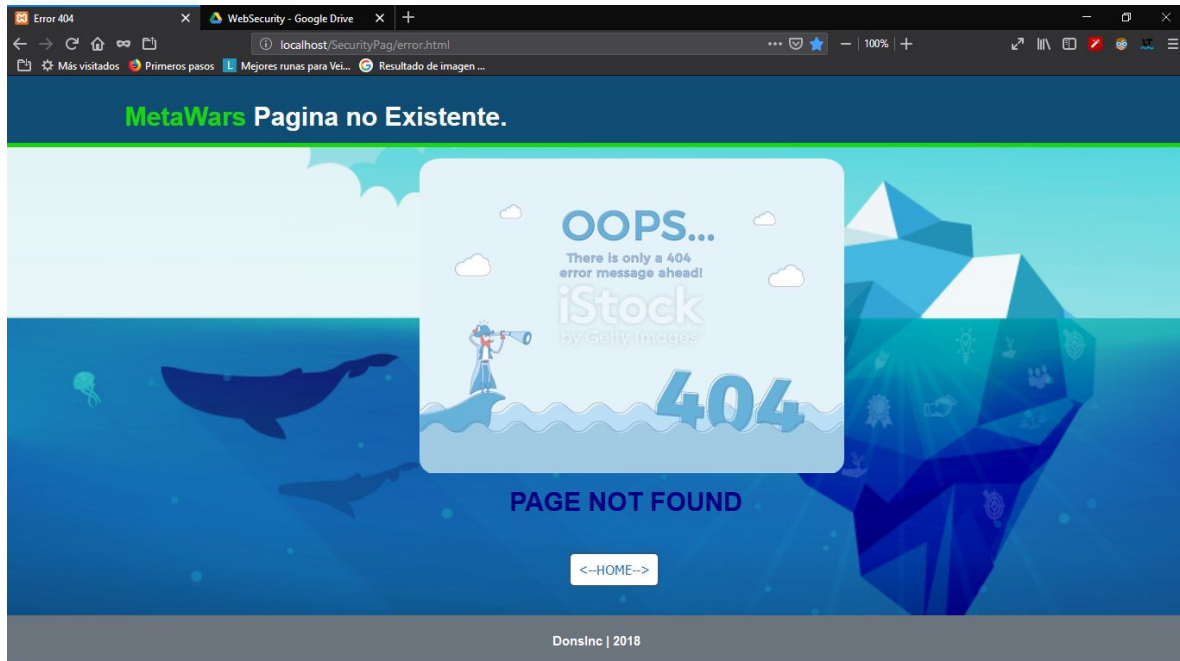 Error 404
WebSecurity - Google Drive
localhost/SecurityPag/error.html
100%
Más visitados Primeros pasos L Mejores runas para Vei... G Resultado de imagen ...
MetaWars Pagina no Existente.
OOPS...
There is only a 404
error message ahead!
iStock
by Getty Images
404
PAGE NOT FOUND
<--HOME-->
DonsInc | 2018